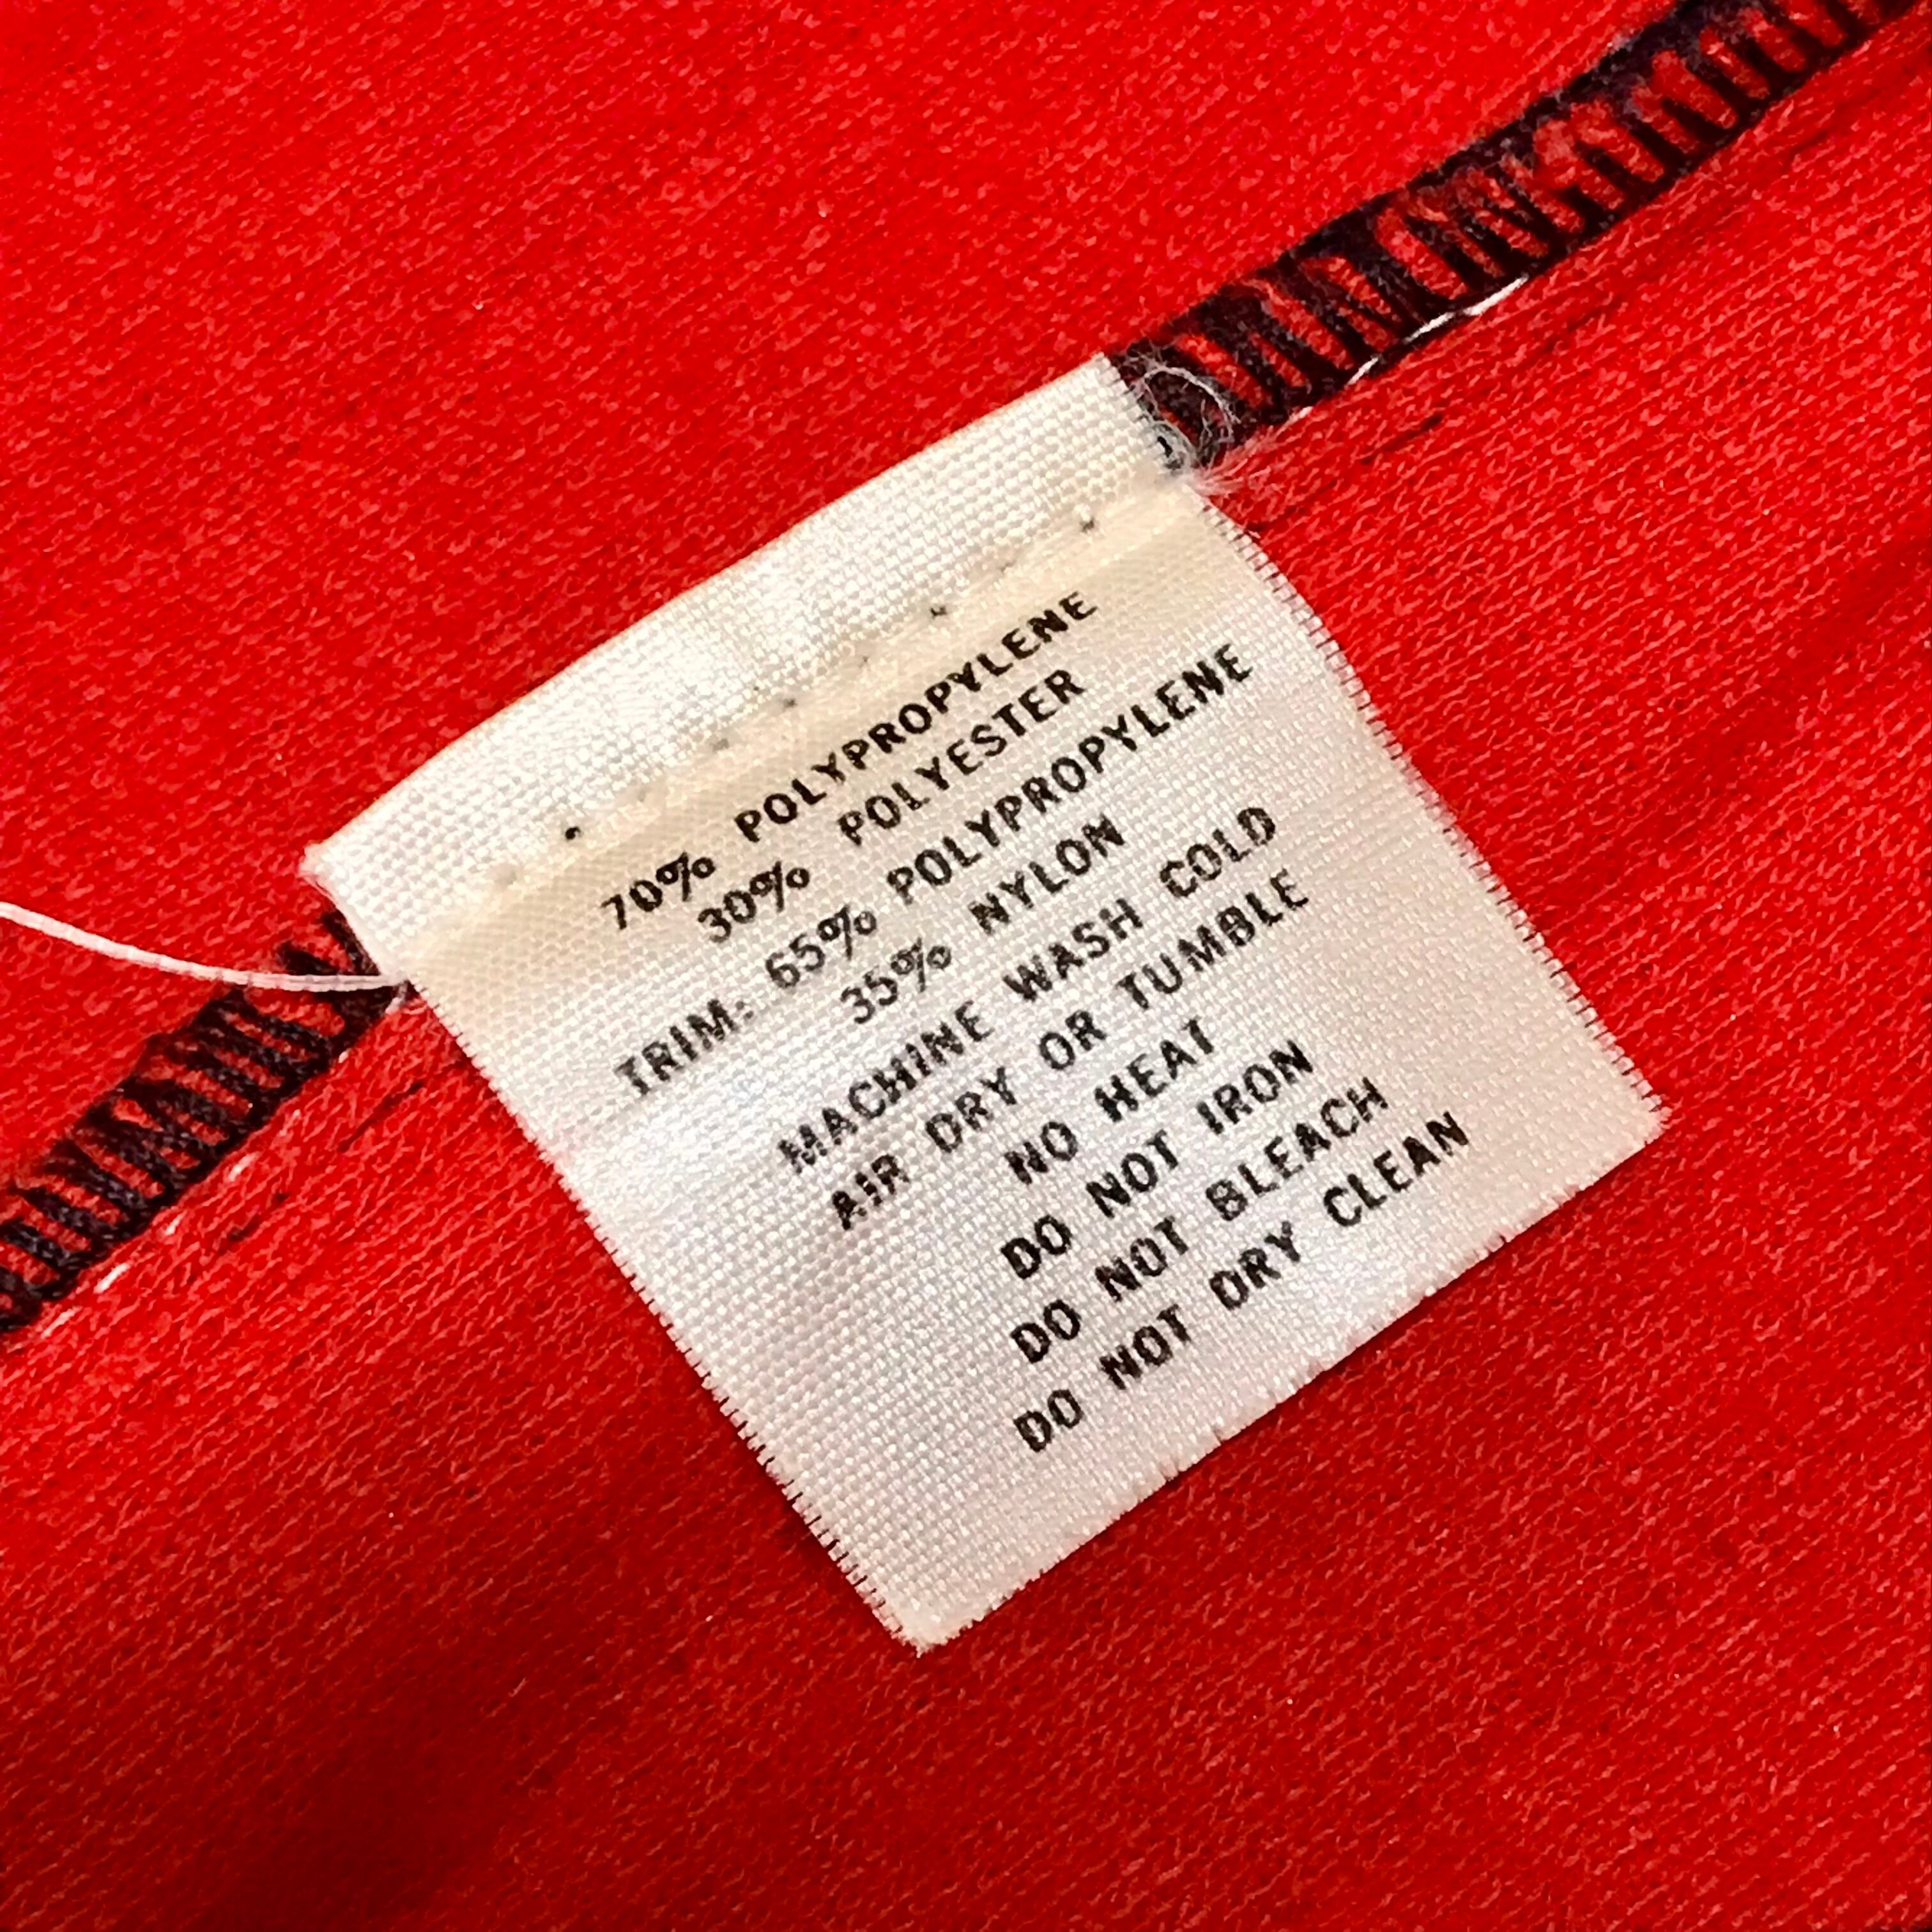 70% POLYPROPYLENE
30% POLYESTER
TRIM: 65% POLYPROPYLENE
35% NYLON
MACHINE WASH COLD
AIR DRY OR TUMBLE
NO HEAT
DO NOT IRON
DO NOT BLEACH
DO NOT DRY CLEAN